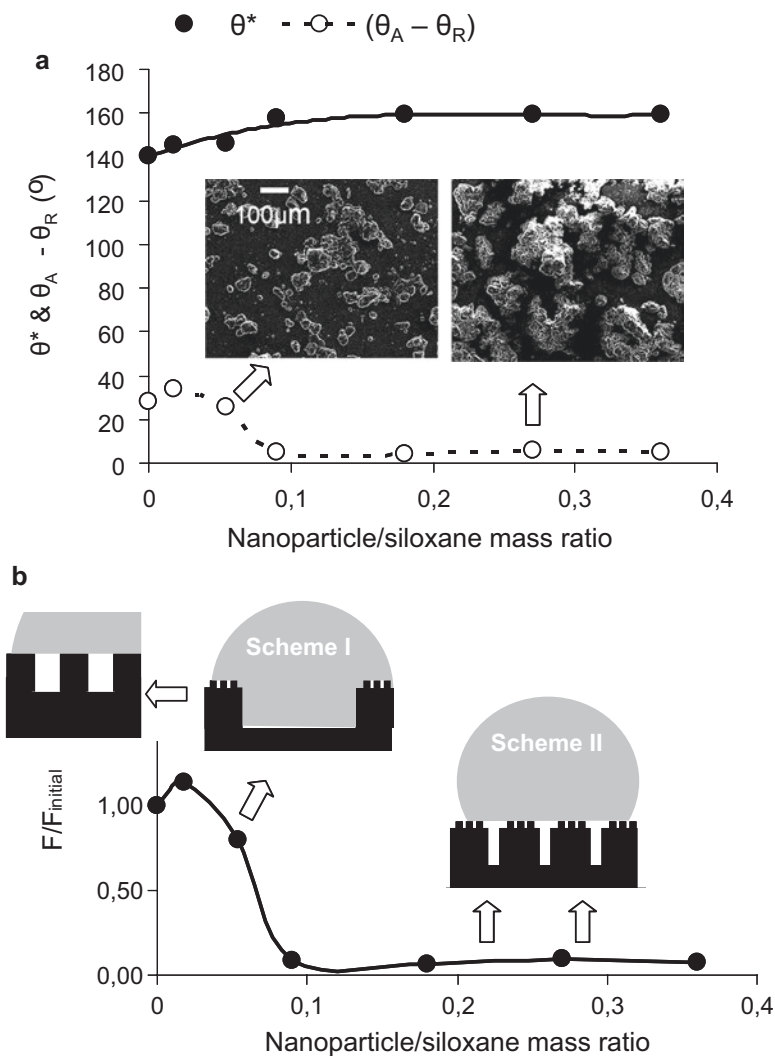 θ* (θA – θR)
a
180
160
140
120
100
80
60
40
20
0
θ* & θA - θR (º)
100µm
0 0,1 0,2 0,3 0,4
Nanoparticle/siloxane mass ratio
b
Scheme I
Scheme II
F/Finitial
1,00
0,50
0,00
0 0,1 0,2 0,3 0,4
Nanoparticle/siloxane mass ratio